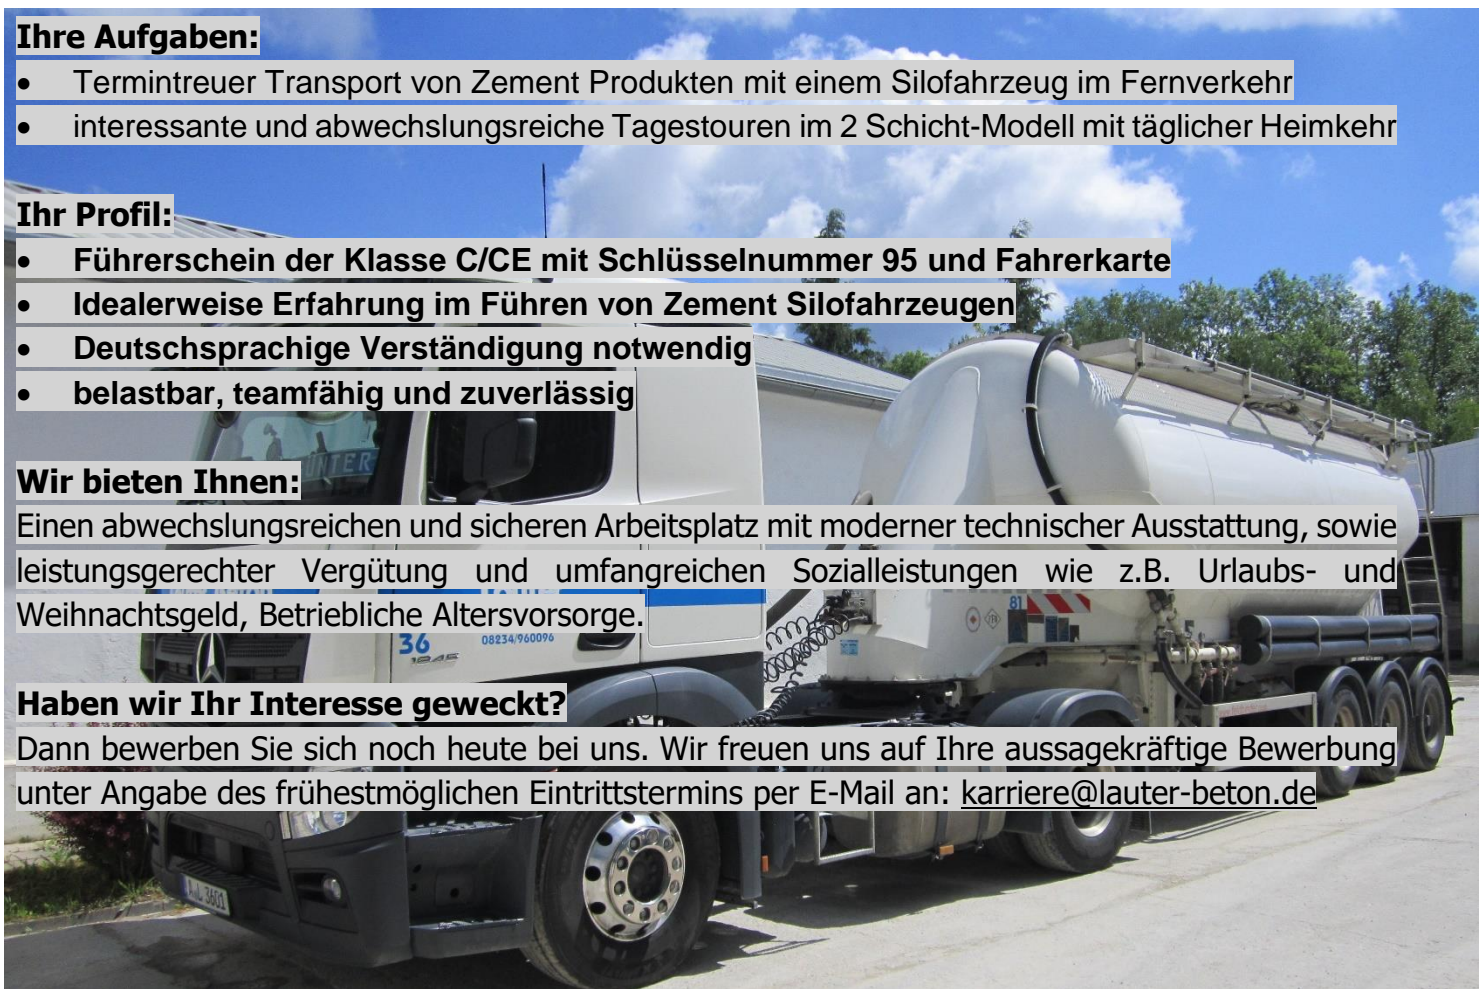 Ihre Aufgaben:
• Termintreuer Transport von Zement Produkten mit einem Silofahrzeug im Fernverkehr
• interessante und abwechslungsreiche Tagestouren im 2 Schicht-Modell mit täglicher Heimkehr
Ihr Profil:
• Führerschein der Klasse C/CE mit Schlüsselnummer 95 und Fahrerkarte
• Idealerweise Erfahrung im Führen von Zement Silofahrzeugen
• Deutschsprachige Verständigung notwendig
• belastbar, teamfähig und zuverlässig
Wir bieten Ihnen:
Einen abwechslungsreichen und sicheren Arbeitsplatz mit moderner technischer Ausstattung, sowie
leistungsgerechter Vergütung und umfangreichen Sozialleistungen wie z.B. Urlaubs- und
Weihnachtsgeld, Betriebliche Altersvorsorge.
Haben wir Ihr Interesse geweckt?
Dann bewerben Sie sich noch heute bei uns. Wir freuen uns auf Ihre aussagekräftige Bewerbung
unter Angabe des frühestmöglichen Eintrittstermins per E-Mail an: karriere@lauter-beton.de
81
36
1845
08234/960096
A L 3601